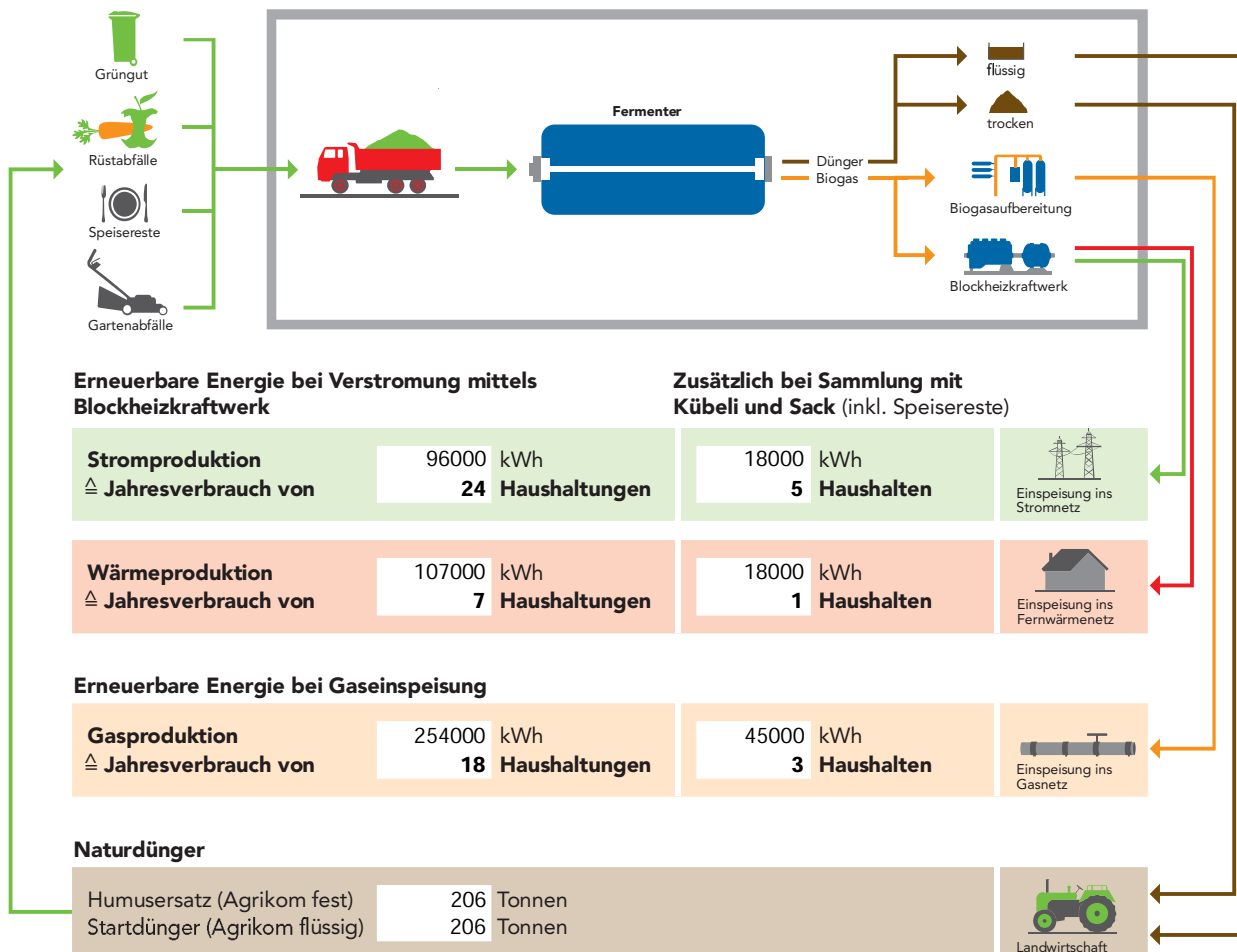 Grüngut
Rüstabfälle
Speisereste
Gartenabfälle
Fermenter
Dünger
Biogas
flüssig
trocken
Biogasaufbereitung
Blockheizkraftwerk
Erneuerbare Energie bei Verstromung mittels
Blockheizkraftwerk
Zusätzlich bei Sammlung mit
Kübeli und Sack (inkl. Speisereste)
Stromproduktion 96000 kWh 18000 kWh
≙ Jahresverbrauch von 24 Haushaltungen 5 Haushalten
Einspeisung ins
Stromnetz
Wärmeproduktion 107000 kWh 18000 kWh
≙ Jahresverbrauch von 7 Haushaltungen 1 Haushalten
Einspeisung ins
Fernwärmenetz
Erneuerbare Energie bei Gaseinspeisung
Gasproduktion 254000 kWh 45000 kWh
≙ Jahresverbrauch von 18 Haushaltungen 3 Haushalten
Einspeisung ins
Gasnetz
Naturdünger
Humusersatz (Agrikom fest) 206 Tonnen
Startdünger (Agrikom flüssig) 206 Tonnen
Landwirtschaft